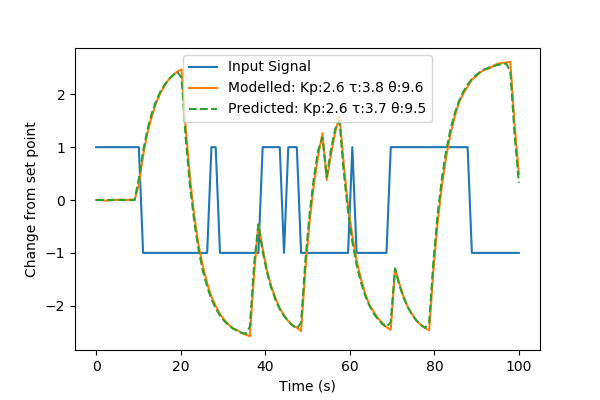 Input Signal
Modelled: Kp:2.6 τ:3.8 θ:9.6
Predicted: Kp:2.6 τ:3.7 θ:9.5
2
1
0
−1
−2
Change from set point
0 20 40 60 80 100
Time (s)